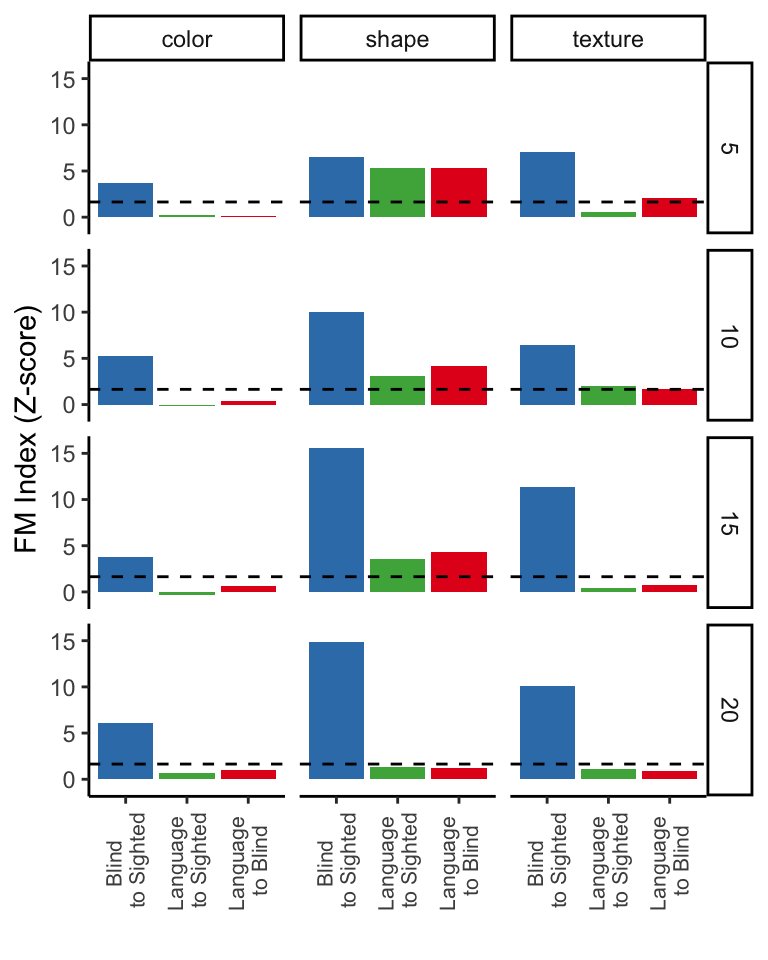 color
shape
texture
FM Index (Z-score)
15
10
5
0
5
15
10
5
0
10
15
10
5
0
15
15
10
5
0
20
Blind
to Sighted
Language
to Sighted
Language
to Blind
Blind
to Sighted
Language
to Sighted
Language
to Blind
Blind
to Sighted
Language
to Sighted
Language
to Blind